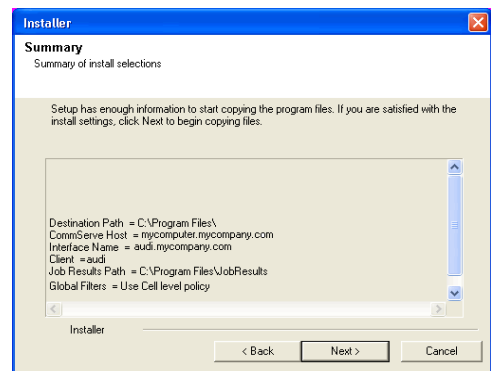 Installer
Summary
Summary of install selections
Setup has enough information to start copying the program files. If you are satisfied with the
install settings, click Next to begin copying files.
Destination Path = C:\Program Files\
CommServe Host = mycomputer.mycompany.com
Interface Name = audi.mycompany.com
Client =audi
Job Results Path = C:\Program Files\JobResults
Global Filters = Use Cell level policy
Installer
< Back Next > Cancel